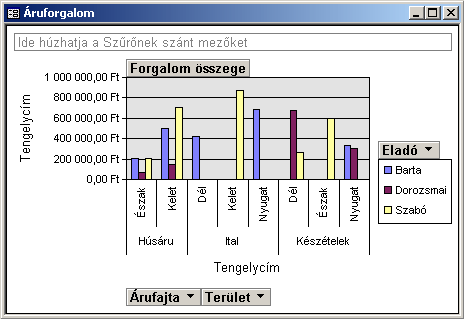 Áruforgalom
Ide húzhatja a Szűrőnek szánt mezőket
Forgalom összege
Tengelycím
1 000 000,00 Ft
800 000,00 Ft
600 000,00 Ft
400 000,00 Ft
200 000,00 Ft
0,00 Ft
Eladó
Barta
Dorozsmai
Szabó
Észak
Kelet
Dél
Kelet
Nyugat
Dél
Észak
Nyugat
Húsáru
Ital
Készételek
Tengelycím
Árufajta
Terület